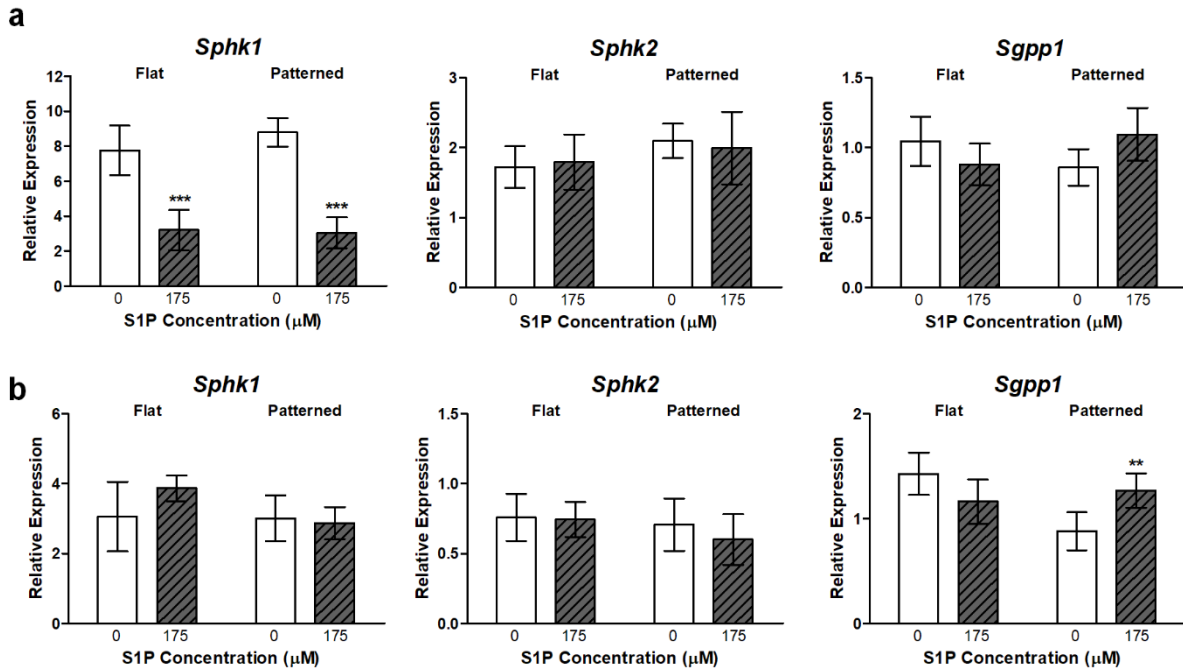 a
Sphk1 Sphk2 Sgpp1
Flat Patterned Flat Patterned Flat Patterned
Relative Expression
12
10
8
6
4
2
0
*** ***
0 175 0 175
S1P Concentration (μM)
Relative Expression
3
2
1
0
0 175 0 175
S1P Concentration (μM)
Relative Expression
1.5
1.0
0.5
0.0
0 175 0 175
S1P Concentration (μM)
b
Sphk1 Sphk2 Sgpp1
Flat Patterned Flat Patterned Flat Patterned
Relative Expression
6
4
2
0
0 175 0 175
S1P Concentration (μM)
Relative Expression
1.5
1.0
0.5
0.0
0 175 0 175
S1P Concentration (μM)
Relative Expression
2
1
0
**
0 175 0 175
S1P Concentration (μM)